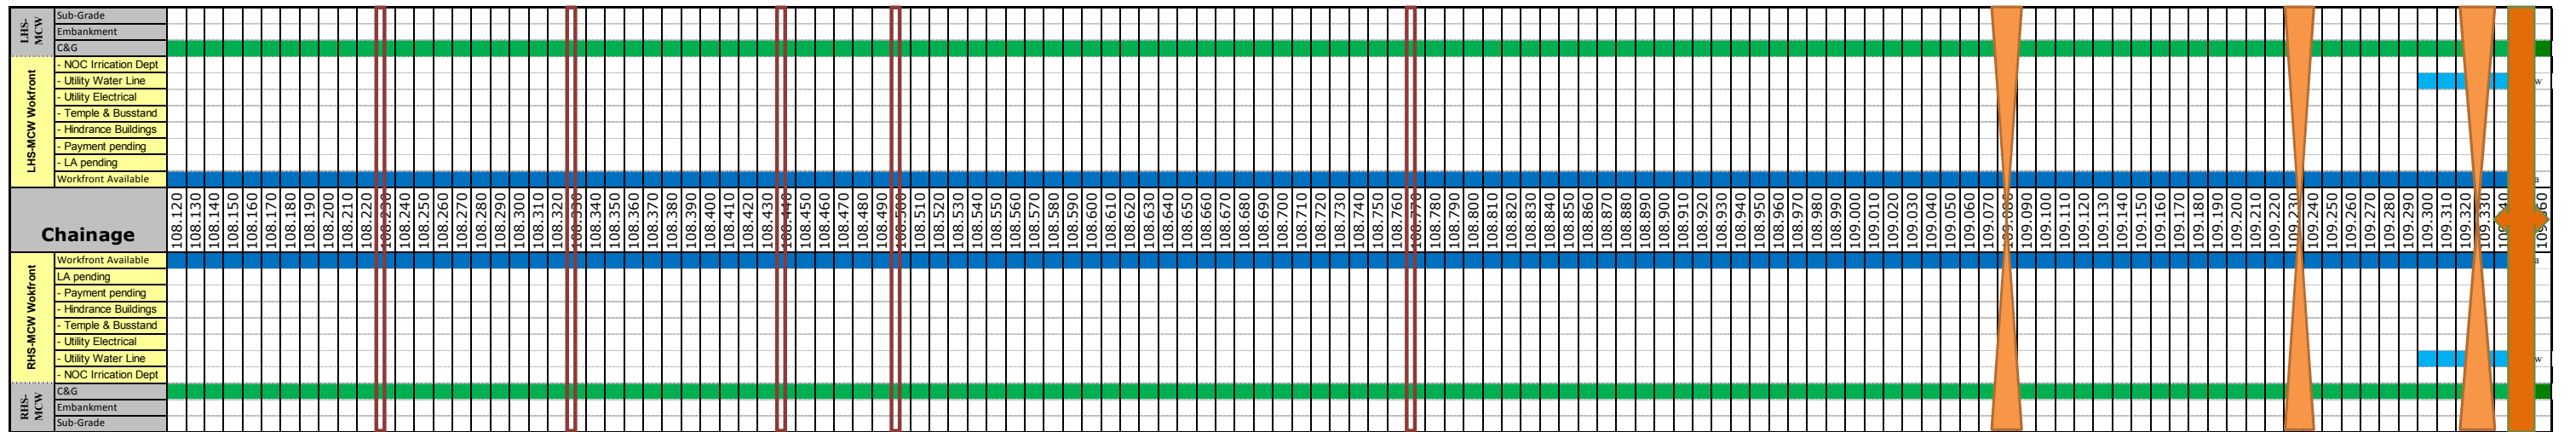 LHS-MCW
Sub-Grade
Embankment
C&G
LHS-MCW Wokfront
- NOC Irrication Dept
- Utility Water Line
w
- Utility Electrical
- Temple & Busstand
- Hindrance Buildings
- Payment pending
- LA pending
Workfront Available
a
Chainage
108.120 108.130 108.140 108.150 108.160 108.170 108.180 108.190 108.200 108.210 108.220 108.230 108.240 108.250 108.260 108.270 108.280 108.290 108.300 108.310 108.320 108.330 108.340 108.350 108.360 108.370 108.380 108.390 108.400 108.410 108.420 108.430 108.440 108.450 108.460 108.470 108.480 108.490 108.500 108.510 108.520 108.530 108.540 108.550 108.560 108.570 108.580 108.590 108.600 108.610 108.620 108.630 108.640 108.650 108.660 108.670 108.680 108.690 108.700 108.710 108.720 108.730 108.740 108.750 108.760 108.770 108.780 108.790 108.800 108.810 108.820 108.830 108.840 108.850 108.860 108.870 108.880 108.890 108.900 108.910 108.920 108.930 108.940 108.950 108.960 108.970 108.980 108.990 109.000 109.010 109.020 109.030 109.040 109.050 109.060 109.070 109.080 109.090 109.100 109.110 109.120 109.130 109.140 109.150 109.160 109.170 109.180 109.190 109.200 109.210 109.220 109.230 109.240 109.250 109.260 109.270 109.280 109.290 109.300 109.310 109.320 109.330
RHS-MCW Wokfront
Workfront Available
a
LA pending
- Payment pending
- Hindrance Buildings
- Temple & Busstand
- Utility Electrical
- Utility Water Line
w
- NOC Irrication Dept
RHS-MCW
C&G
Embankment
Sub-Grade